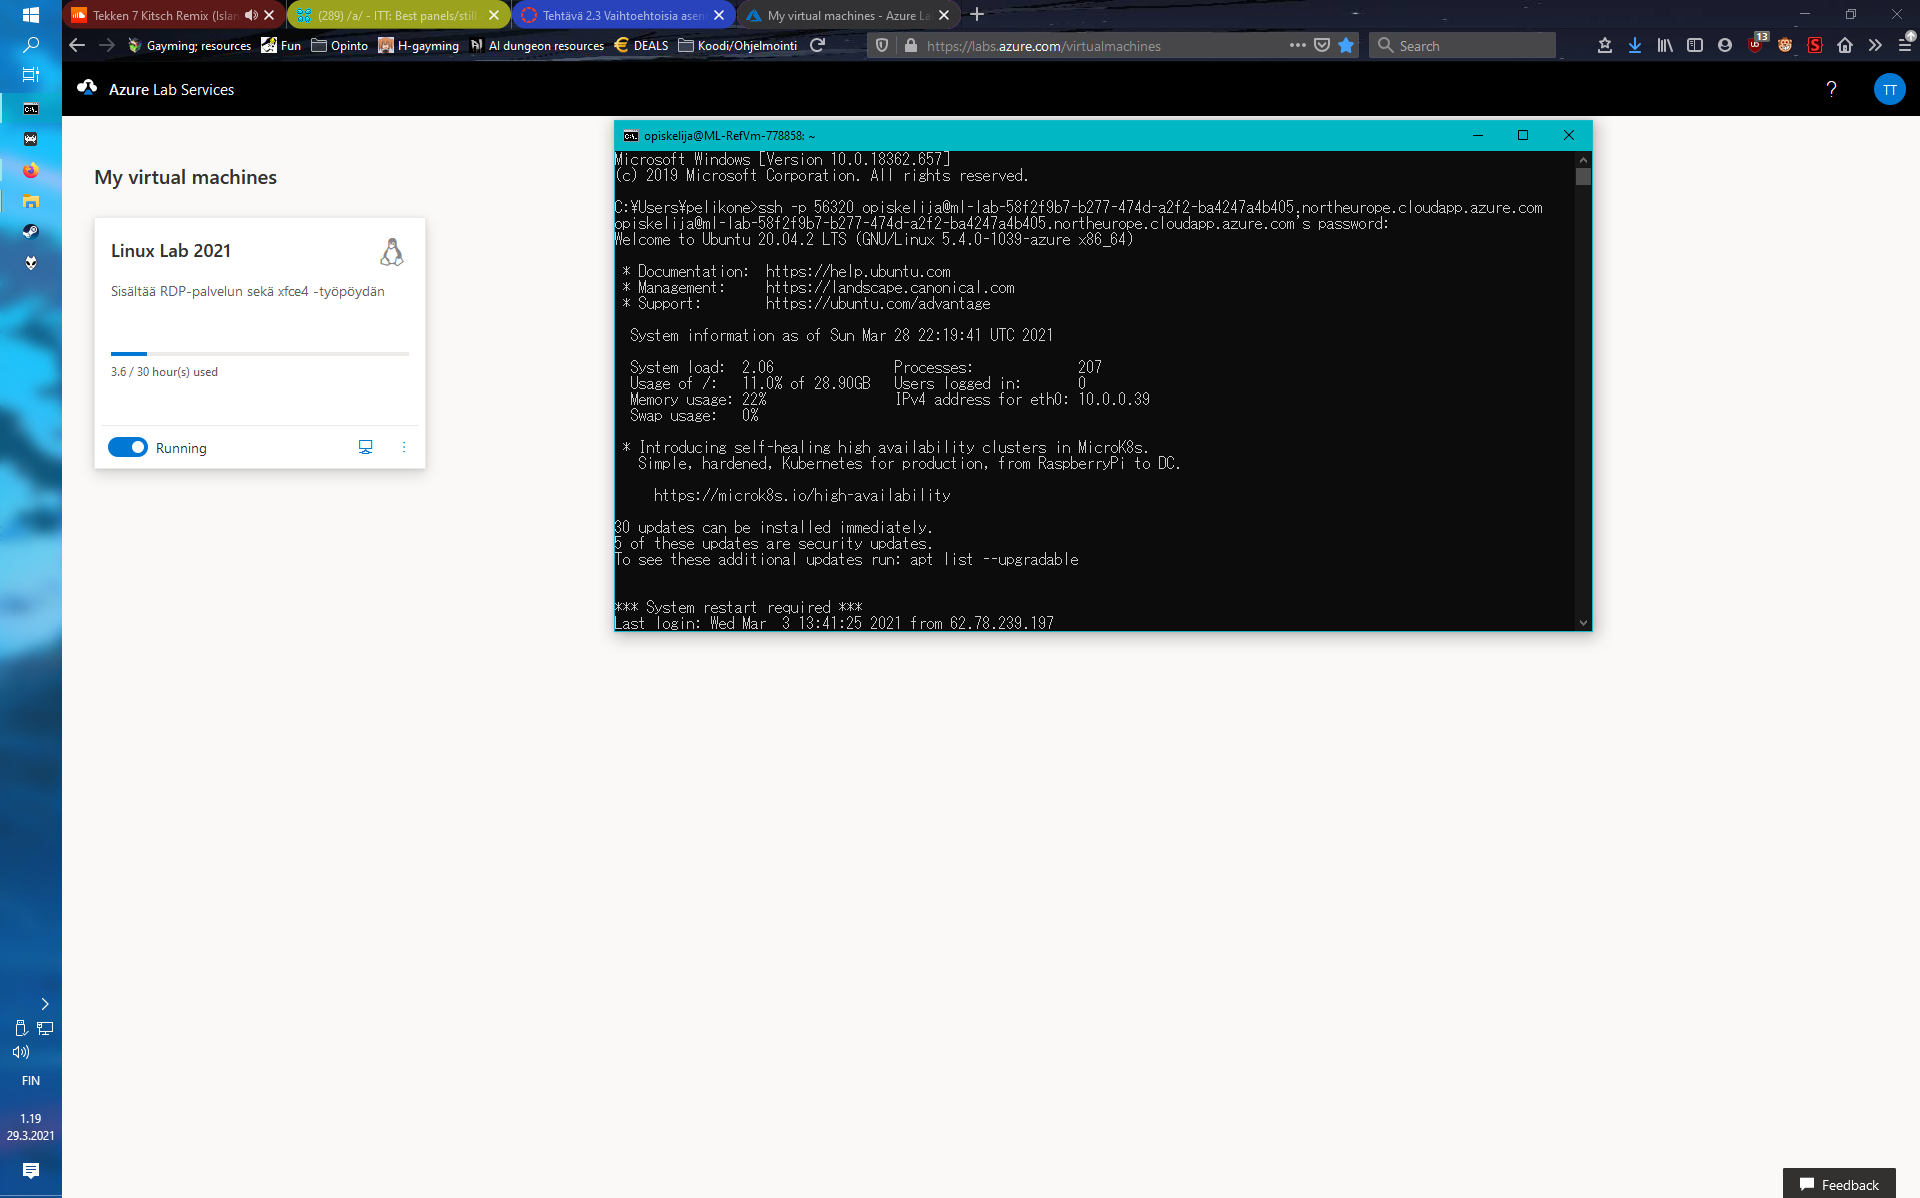 Tekken 7 Kitsch Remix (Islan
(289) /a/ - ITT: Best panels/still
Tehtävä 2.3 Vaihtoehtoisia asen
My virtual machines - Azure La
Gayming; resources
Fun
Opinto
H-gayming
AI dungeon resources
DEALS
Koodi/Ohjelmointi
https://labs.azure.com/virtualmachines
Search
13
Azure Lab Services
?
TT
My virtual machines
Linux Lab 2021
Sisältää RDP-palvelun sekä xfce4 -työpöydän
3.6 / 30 hour(s) used
Running
opiskelija@ML-RefVm-778858: ~
Microsoft Windows [Version 10.0.18362.657]
(c) 2019 Microsoft Corporation. All rights reserved.
C:¥Users¥pelikone>ssh -p 56320 opiskelija@ml-lab-58f2f9b7-b277-474d-a2f2-ba4247a4b405.northeurope.cloudapp.azure.com
opiskelija@ml-lab-58f2f9b7-b277-474d-a2f2-ba4247a4b405.northeurope.cloudapp.azure.com's password:
Welcome to Ubuntu 20.04.2 LTS (GNU/Linux 5.4.0-1039-azure x86_64)
* Documentation:  https://help.ubuntu.com
* Management:     https://landscape.canonical.com
* Support:        https://ubuntu.com/advantage
System information as of Sun Mar 28 22:19:41 UTC 2021
System load:  2.06               Processes:             207
Usage of /:   11.0% of 28.90GB   Users logged in:       0
Memory usage: 22%                IPv4 address for eth0: 10.0.0.39
Swap usage:   0%
* Introducing self-healing high availability clusters in MicroK8s.
Simple, hardened, Kubernetes for production, from RaspberryPi to DC.
https://microk8s.io/high-availability
30 updates can be installed immediately.
5 of these updates are security updates.
To see these additional updates run: apt list --upgradable
*** System restart required ***
Last login: Wed Mar  3 13:41:25 2021 from 62.78.239.197
FIN
1.19
29.3.2021
Feedback